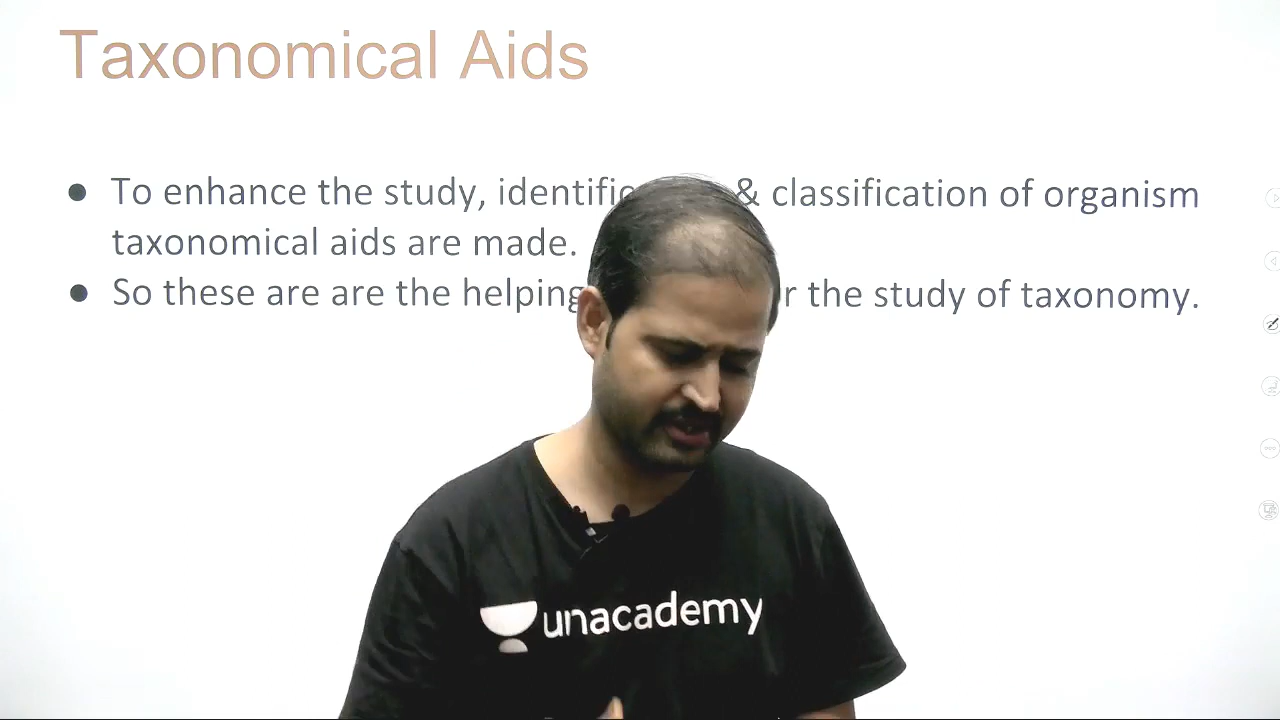 Taxonomical Aids
● To enhance the study, & classification of organism
taxonomical aids are made.
● So these are are the helping the study of taxonomy.
unacademy